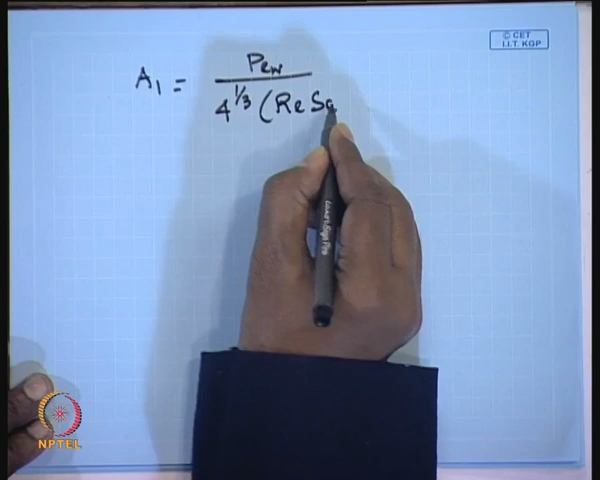 © CET
I.I.T. KGP
A₁ = Pew / 4^1/3 (Re Sc
NPTEL